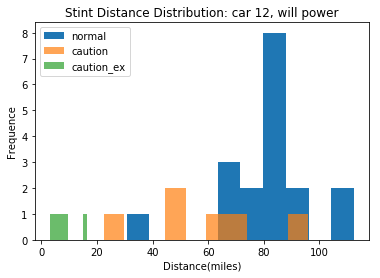 Stint Distance Distribution: car 12, will power
normal
caution
caution_ex
8
7
6
5
4
3
2
1
0
Frequence
0 20 40 60 80 100
Distance(miles)